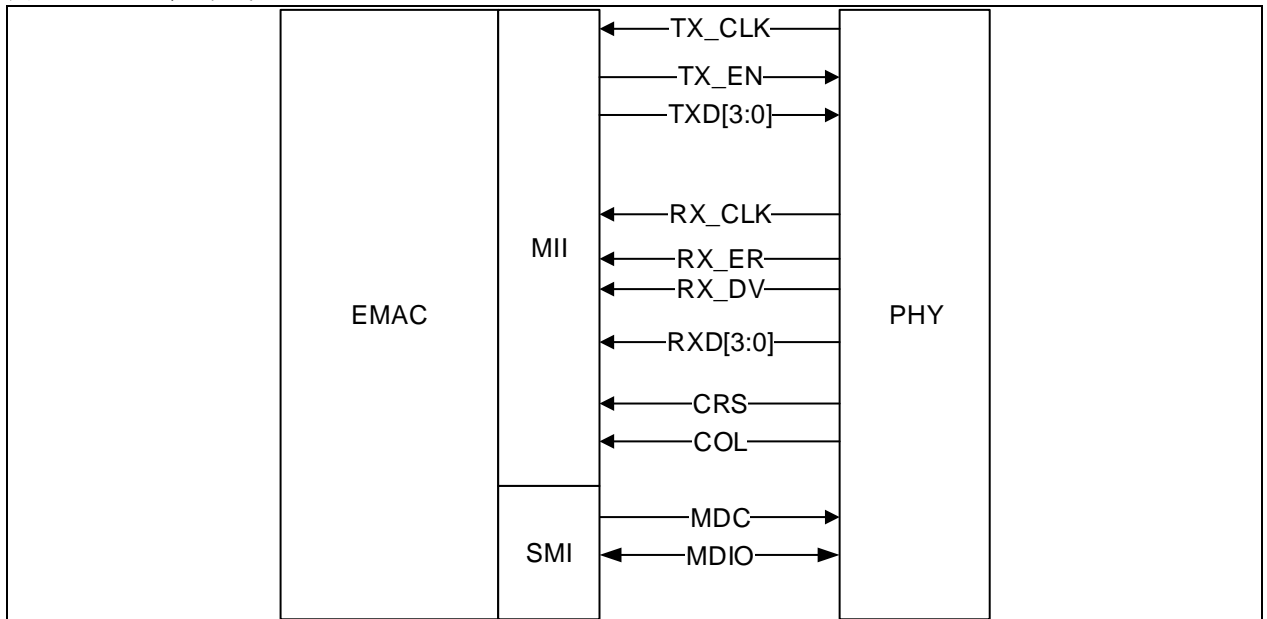 TX_CLK
TX_EN
TXD[3:0]
RX_CLK
MII
RX_ER
RX_DV
EMAC
PHY
RXD[3:0]
CRS
COL
MDC
SMI
MDIO